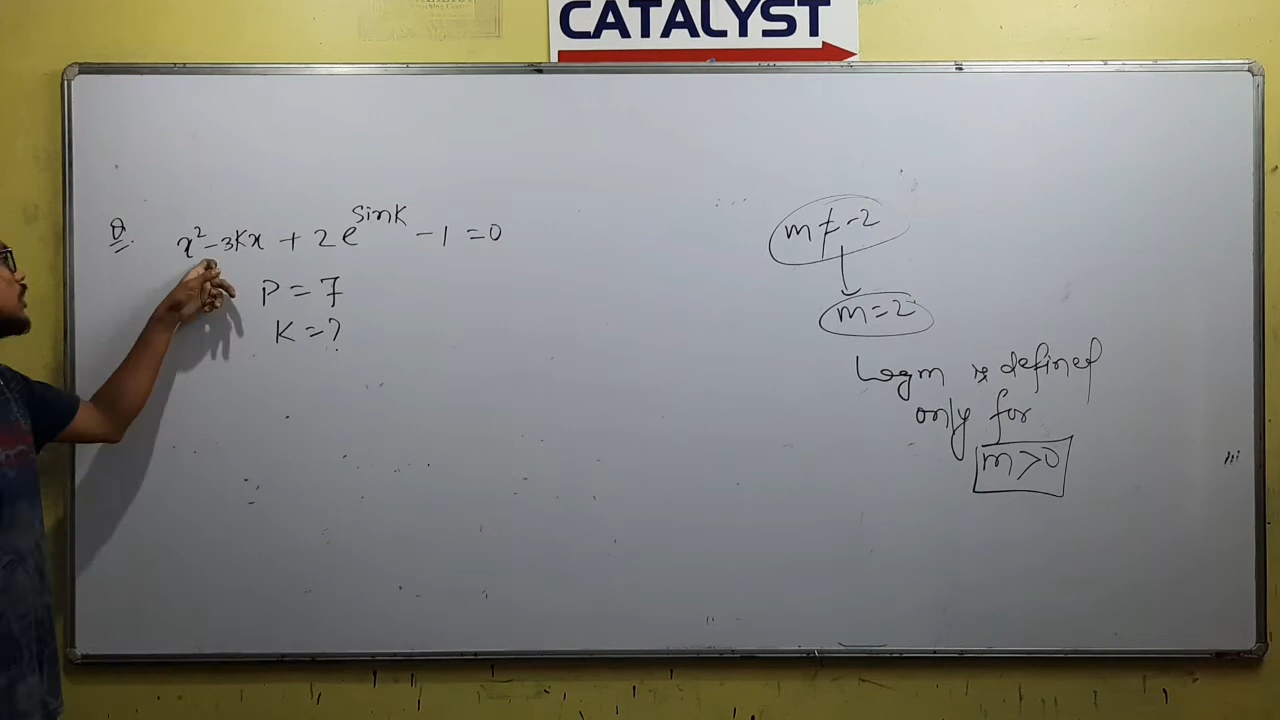 CATALYST
Q. x² - 3Kx + 2e^sinK - 1 = 0
P = 7
K = ?
m ≠ -2
m = 2
Logm is defined
only for
m > 0